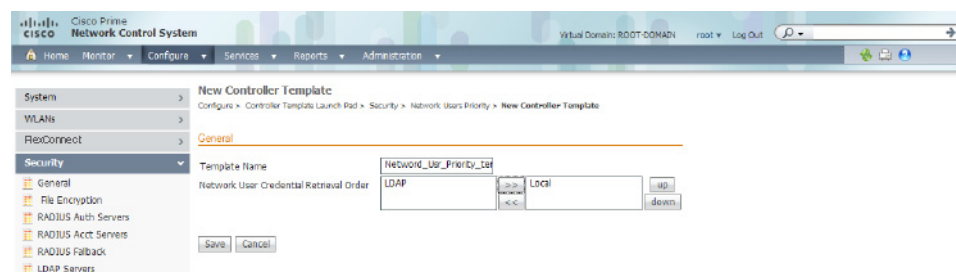 Cisco Prime
CISCO Network Control System
Virtual Domain: ROOT-DOMAIN root Log Out
Home Monitor Configure Services Reports Administration
System
WLANs
FlexConnect
Security
General
File Encryption
RADIUS Auth Servers
RADIUS Acct Servers
RADIUS Fallback
LDAP Servers
New Controller Template
Configure > Controller Template Launch Pad > Security > Network Users Priority > New Controller Template
General
Template Name Netword_Usr_Priority_ter
Network User Credential Retrieval Order LDAP >> << Local up down
Save Cancel